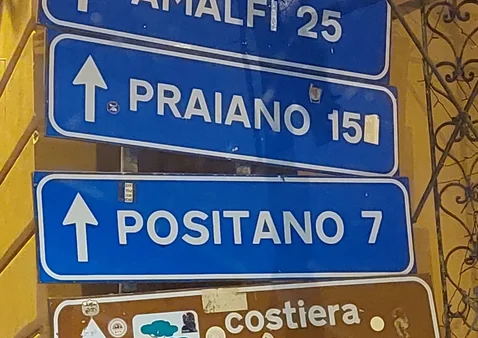 AMALFI 25
PRAIANO 15
POSITANO 7
costiera